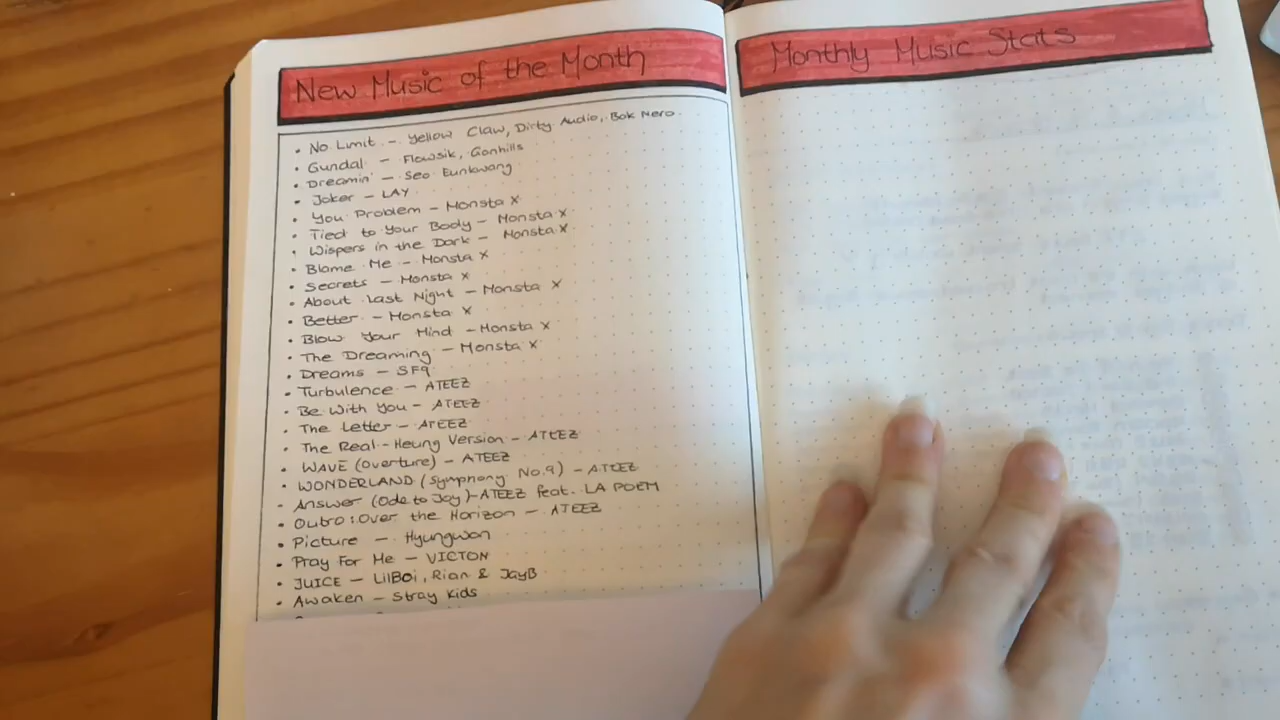 New Music of the Month
• No Limit – Yellow Claw, Dirty Audio, Bok Nero
• Gundal – Flowsik, Gonhills
• Dreamin' – Seo Eunkwang
• Joker – LAY
• You Problem – Monsta X
• Tied to Your Body – Monsta X
• Wispers in the Dark – Monsta X
• Blame Me – Monsta X
• Secrets – Monsta X
• About Last Night – Monsta X
• Better – Monsta X
• Blow Your Mind – Monsta X
• The Dreaming – Monsta X
• Dreams – SF9
• Turbulence – ATEEZ
• Be With You – ATEEZ
• The Letter – ATEEZ
• The Real – Heung Version – ATEEZ
• WAVE (Overture) – ATEEZ
• WONDERLAND (Symphony No.9) – ATEEZ
• Answer (Ode to Joy) – ATEEZ feat. LA POEM
• Outro: Over the Horizon – ATEEZ
• Picture – Hyungwon
• Pray For Me – VICTON
• JUICE – LilBoi, Rian & JayB
• Awaken – Stray Kids
Monthly Music Stats